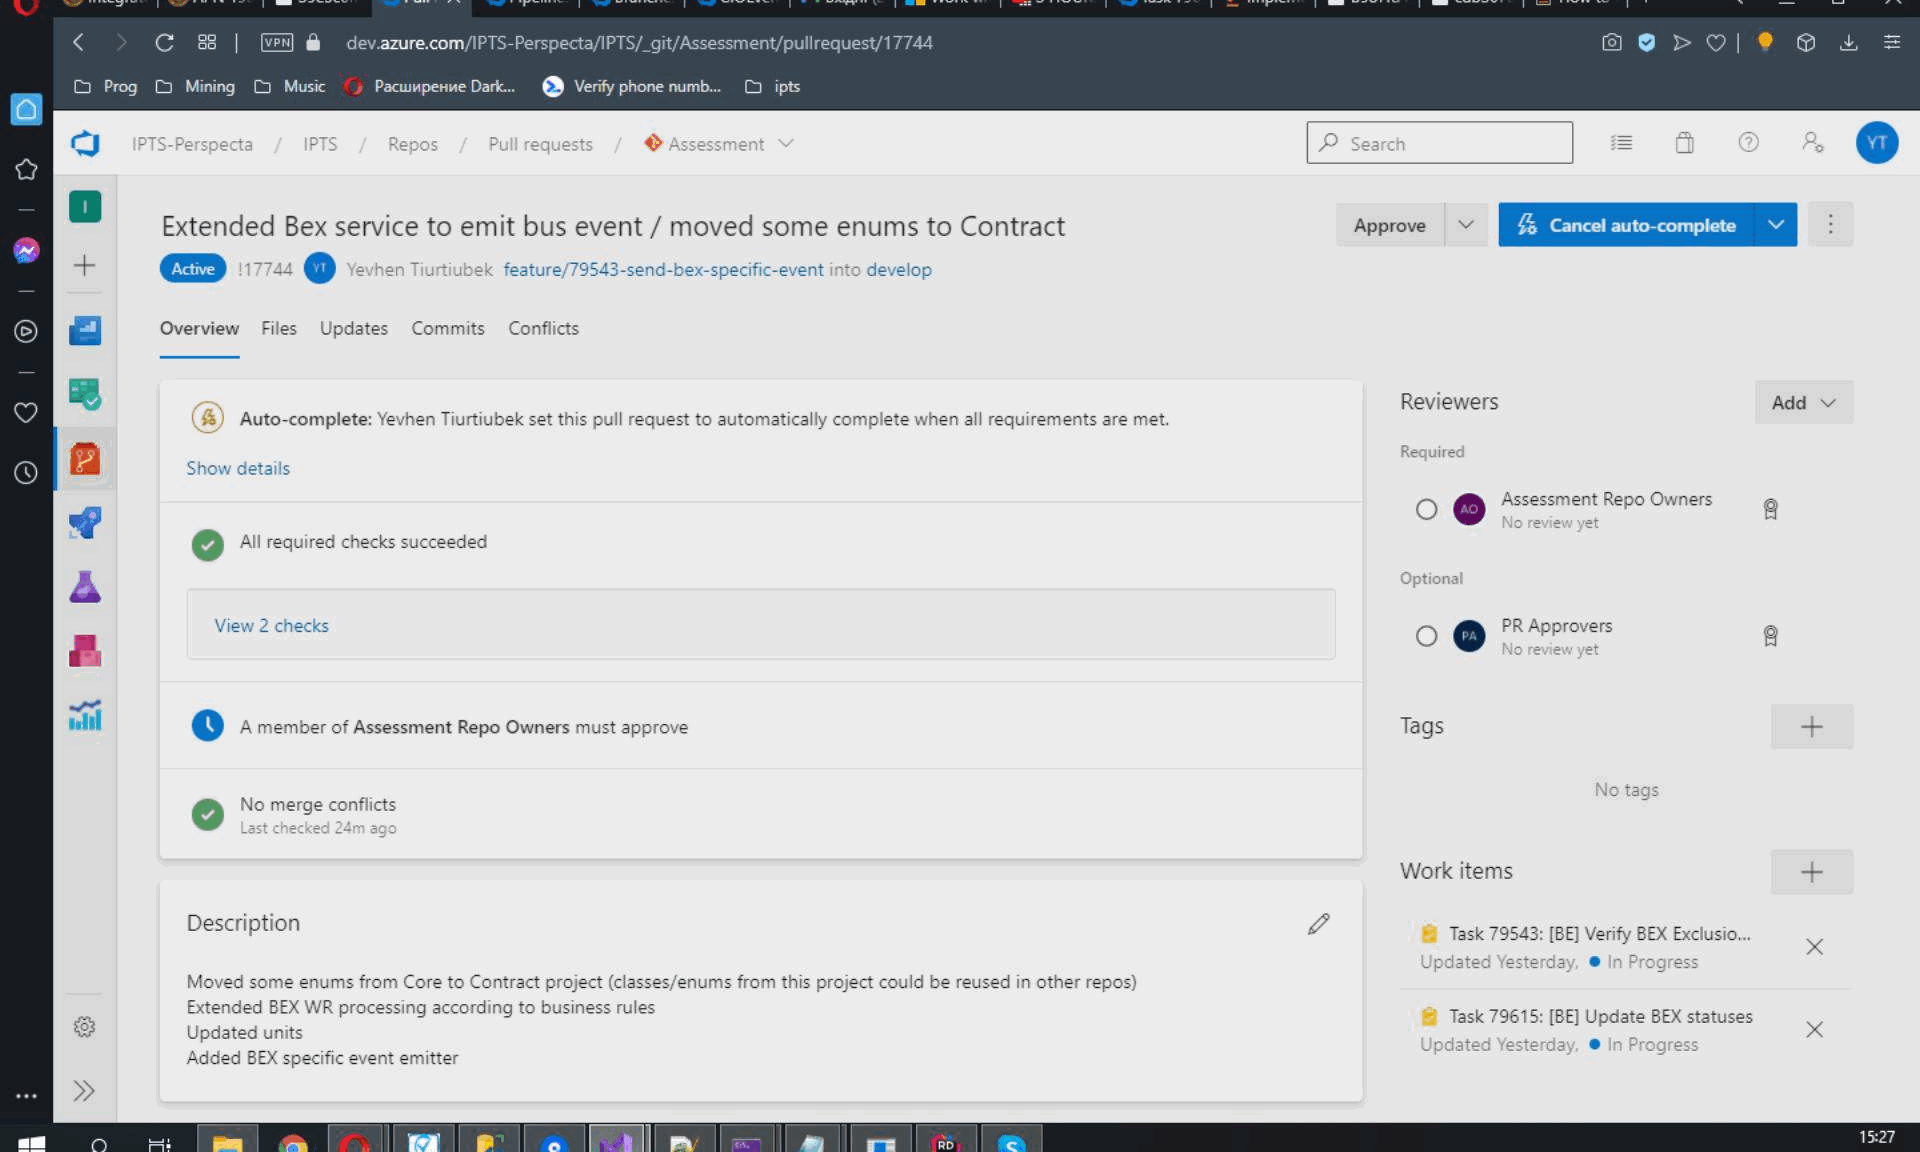 VPN
dev.azure.com/IPTS-Perspecta/IPTS/_git/Assessment/pullrequest/17744
Prog
Mining
Music
Расширение Dark...
Verify phone numb...
ipts
IPTS-Perspecta / IPTS / Repos / Pull requests / Assessment
Search
YT
I
Extended Bex service to emit bus event / moved some enums to Contract
Approve
Cancel auto-complete
Active !17744 YT Yevhen Tiurtiubek feature/79543-send-bex-specific-event into develop
Overview Files Updates Commits Conflicts
Auto-complete: Yevhen Tiurtiubek set this pull request to automatically complete when all requirements are met.
Show details
All required checks succeeded
View 2 checks
A member of Assessment Repo Owners must approve
No merge conflicts
Last checked 24m ago
Description
Moved some enums from Core to Contract project (classes/enums from this project could be reused in other repos)
Extended BEX WR processing according to business rules
Updated units
Added BEX specific event emitter
Reviewers
Add
Required
AO
Assessment Repo Owners
No review yet
Optional
PA
PR Approvers
No review yet
Tags
No tags
Work items
Task 79543: [BE] Verify BEX Exclusio...
Updated Yesterday, In Progress
Task 79615: [BE] Update BEX statuses
Updated Yesterday, In Progress
RD
15:27